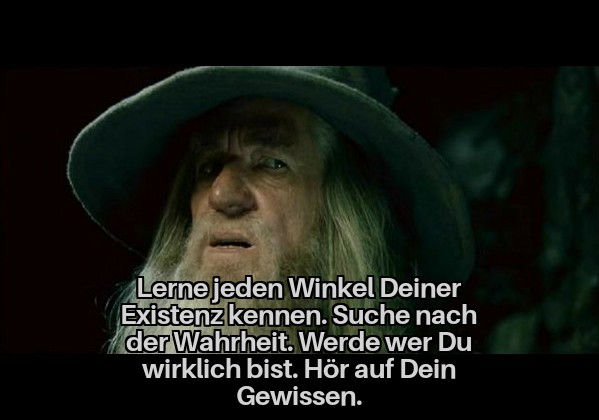 Lerne jeden Winkel Deiner
Existenz kennen. Suche nach
der Wahrheit. Werde wer Du
wirklich bist. Hör auf Dein
Gewissen.